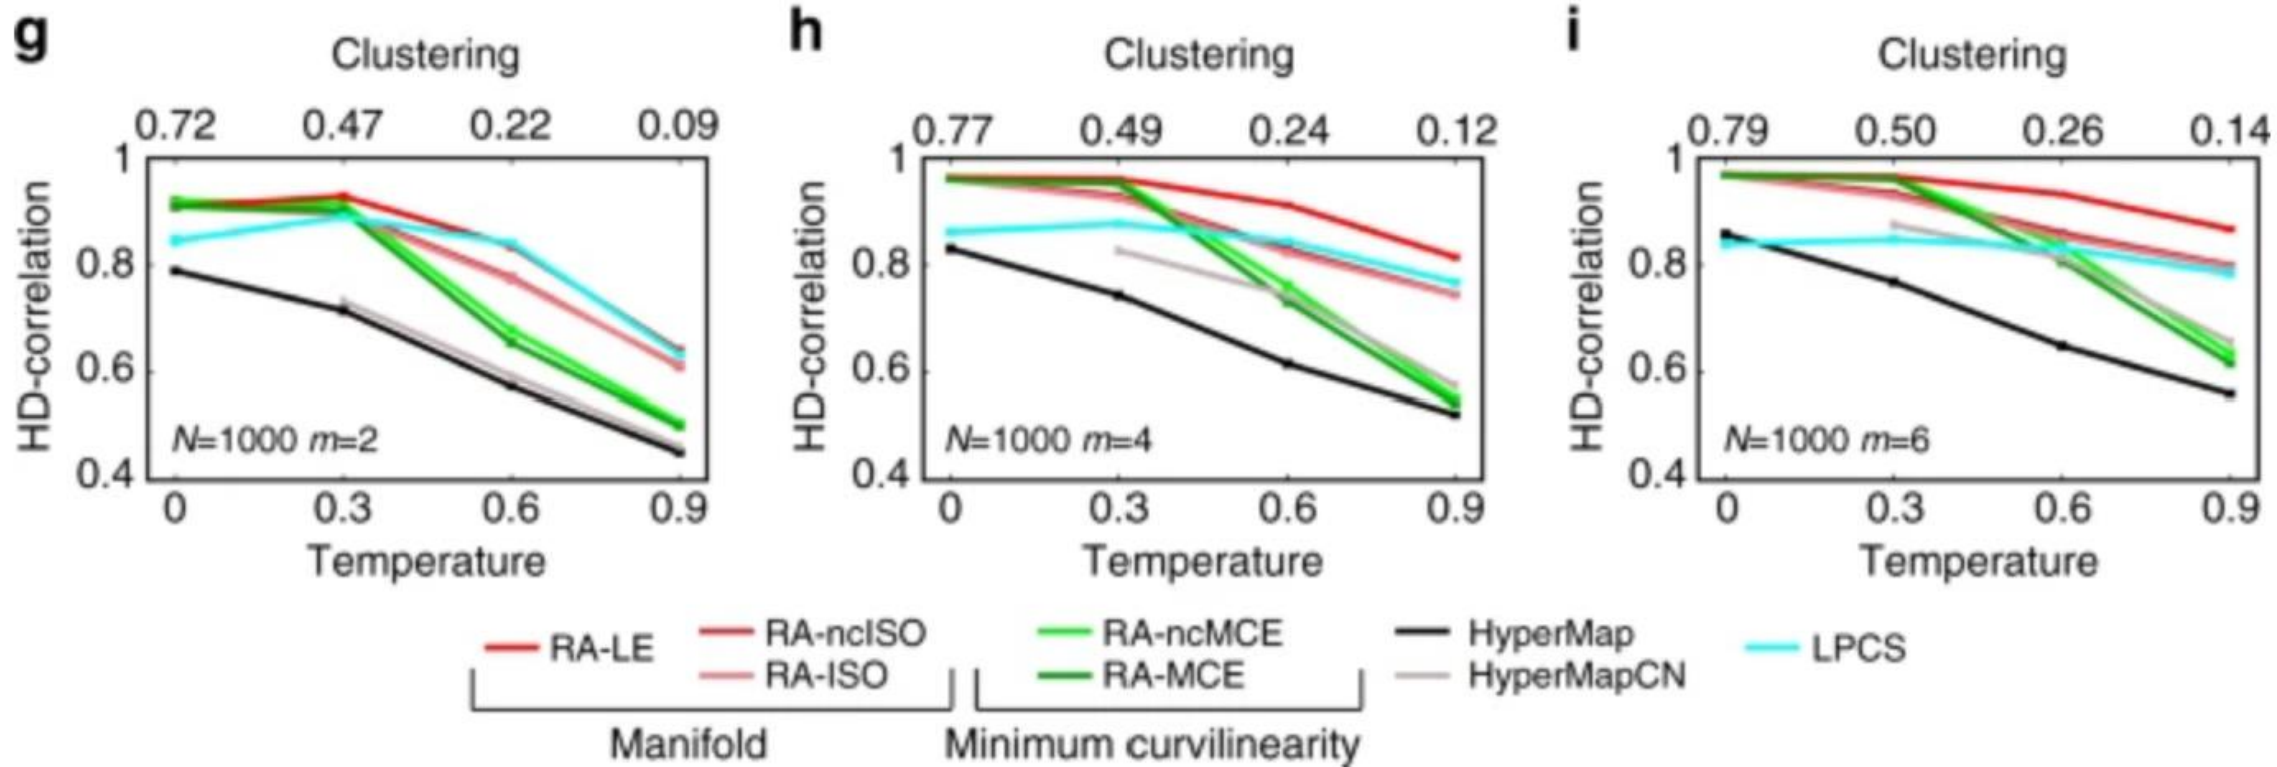 g
Clustering
0.72 0.47 0.22 0.09
HD-correlation
1
0.8
0.6
0.4
N=1000 m=2
0 0.3 0.6 0.9
Temperature
h
Clustering
0.77 0.49 0.24 0.12
HD-correlation
1
0.8
0.6
0.4
N=1000 m=4
0 0.3 0.6 0.9
Temperature
i
Clustering
0.79 0.50 0.26 0.14
HD-correlation
1
0.8
0.6
0.4
N=1000 m=6
0 0.3 0.6 0.9
Temperature
RA-LE
RA-ncISO
RA-ISO
Manifold
RA-ncMCE
RA-MCE
Minimum curvilinearity
HyperMap
HyperMapCN
LPCS